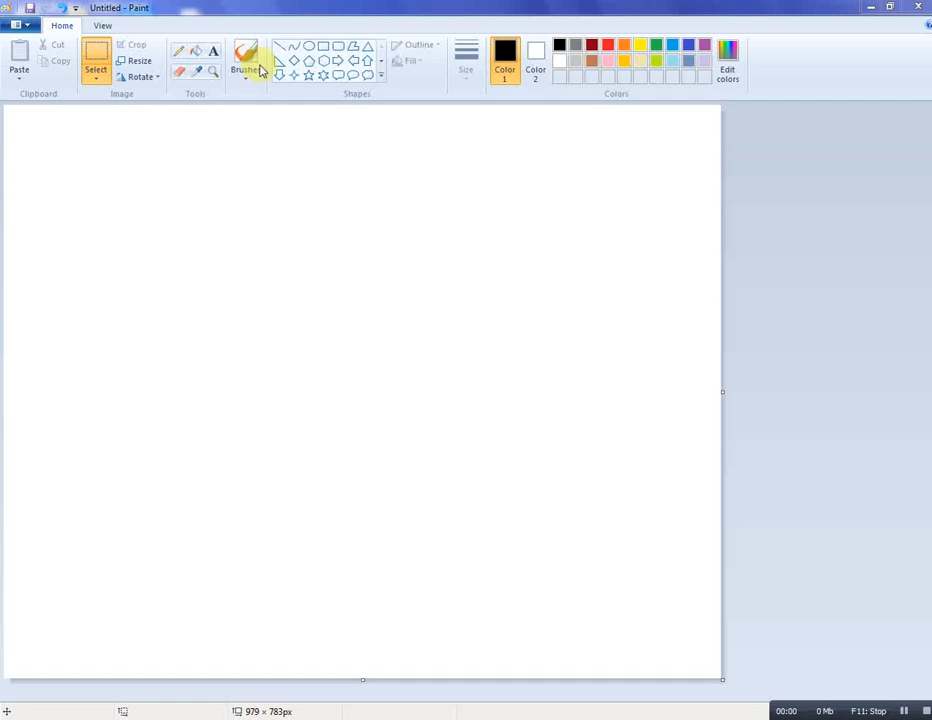 Untitled - Paint
Home View
Cut
Copy
Paste
Clipboard
Select
Crop
Resize
Rotate
Image
A
Tools
Brushes
Outline
Fill
Shapes
Size
Color 1
Color 2
Edit colors
Colors
979 × 783px
00:00 0 Mb F11: Stop